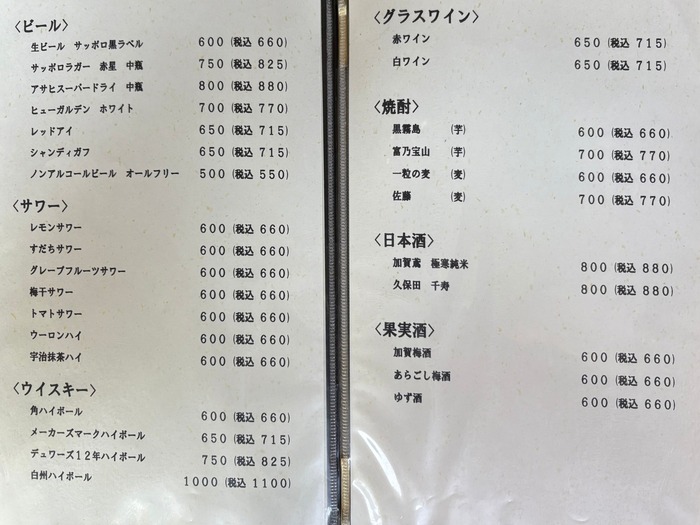 〈ビール〉
生ビール　サッポロ黒ラベル　600 (税込 660)
サッポロラガー　赤星　中瓶　750 (税込 825)
アサヒスーパードライ　中瓶　800 (税込 880)
ヒューガルデン　ホワイト　700 (税込 770)
レッドアイ　650 (税込 715)
シャンディガフ　650 (税込 715)
ノンアルコールビール　オールフリー　500 (税込 550)
〈サワー〉
レモンサワー　600 (税込 660)
すだちサワー　600 (税込 660)
グレープフルーツサワー　600 (税込 660)
梅干サワー　600 (税込 660)
トマトサワー　600 (税込 660)
ウーロンハイ　600 (税込 660)
宇治抹茶ハイ　600 (税込 660)
〈ウイスキー〉
角ハイボール　600 (税込 660)
メーカーズマークハイボール　650 (税込 715)
デュワーズ12年ハイボール　750 (税込 825)
白州ハイボール　1000 (税込 1100)
〈グラスワイン〉
赤ワイン　650 (税込 715)
白ワイン　650 (税込 715)
〈焼酎〉
黒霧島　(芋)　600 (税込 660)
富乃宝山　(芋)　700 (税込 770)
一粒の麦　(麦)　600 (税込 660)
佐藤　(麦)　700 (税込 770)
〈日本酒〉
加賀鳶　極寒純米　800 (税込 880)
久保田　千寿　800 (税込 880)
〈果実酒〉
加賀梅酒　600 (税込 660)
あらごし梅酒　600 (税込 660)
ゆず酒　600 (税込 660)